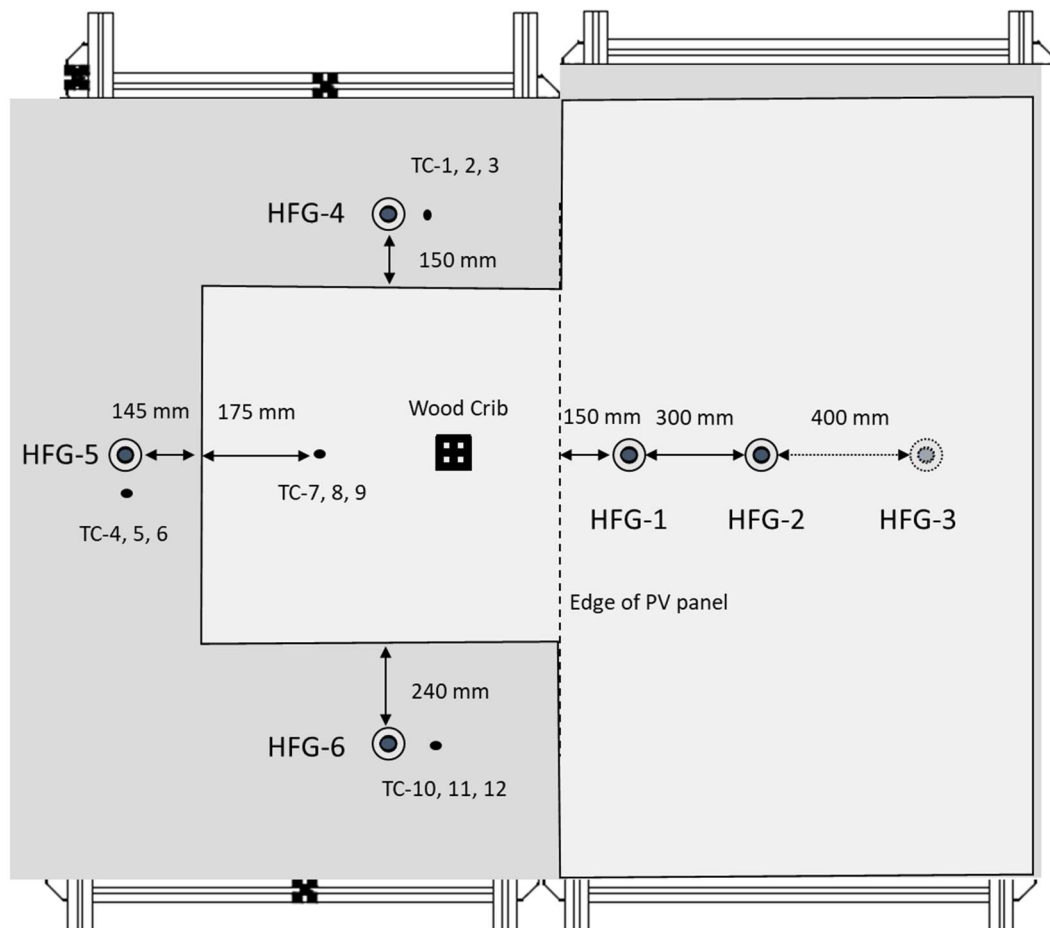 TC-1, 2, 3
HFG-4
150 mm
145 mm
175 mm
Wood Crib
150 mm
300 mm
400 mm
HFG-5
TC-7, 8, 9
TC-4, 5, 6
HFG-1
HFG-2
HFG-3
Edge of PV panel
240 mm
HFG-6
TC-10, 11, 12